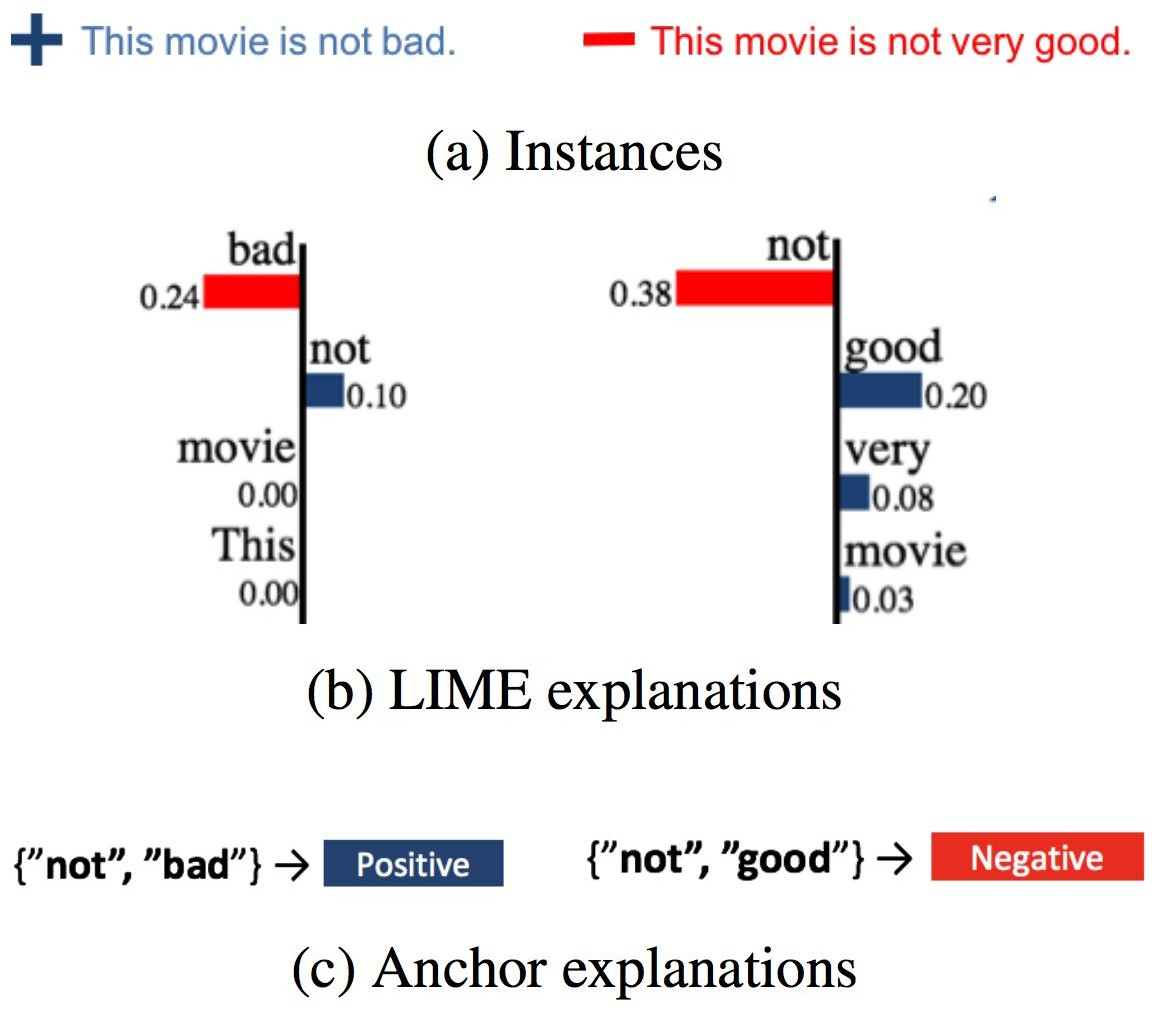 This movie is not bad. This movie is not very good.
(a) Instances
bad not
0.24 0.38
not good
0.10 0.20
movie very
0.00 0.08
This movie
0.00 0.03
(b) LIME explanations
{”not”, ”bad”} → Positive {”not”, ”good”} → Negative
(c) Anchor explanations